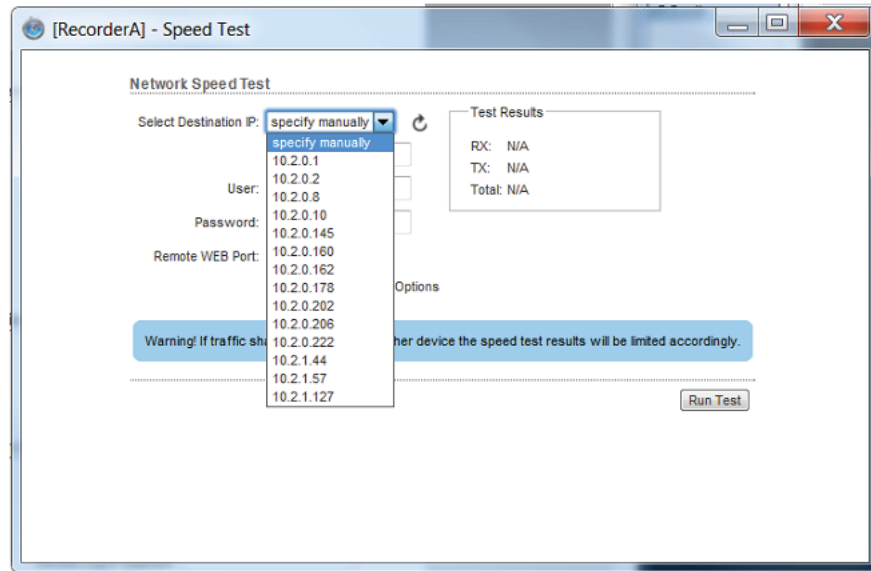 [RecorderA] - Speed Test
Network Speed Test
Select Destination IP: specify manually
specify manually
10.2.0.1
10.2.0.2
10.2.0.8
10.2.0.10
10.2.0.145
10.2.0.160
10.2.0.162
10.2.0.178
10.2.0.202
10.2.0.206
10.2.0.222
10.2.1.44
10.2.1.57
10.2.1.127
User:
Password:
Remote WEB Port:
Options
Test Results
RX: N/A
TX: N/A
Total: N/A
Warning! If traffic her device the speed test results will be limited accordingly.
Run Test